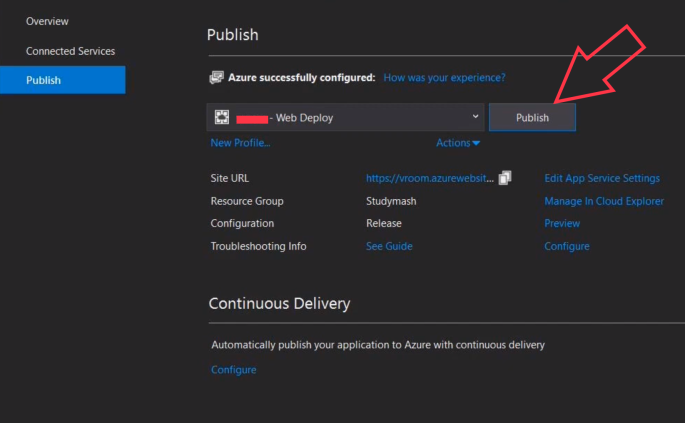 Overview
Connected Services
Publish
Publish
Azure successfully configured: How was your experience?
- Web Deploy
Publish
New Profile...
Actions
Site URL https://vroom.azurewebsit... Edit App Service Settings
Resource Group Studymash Manage In Cloud Explorer
Configuration Release Preview
Troubleshooting Info See Guide Configure
Continuous Delivery
Automatically publish your application to Azure with continuous delivery
Configure